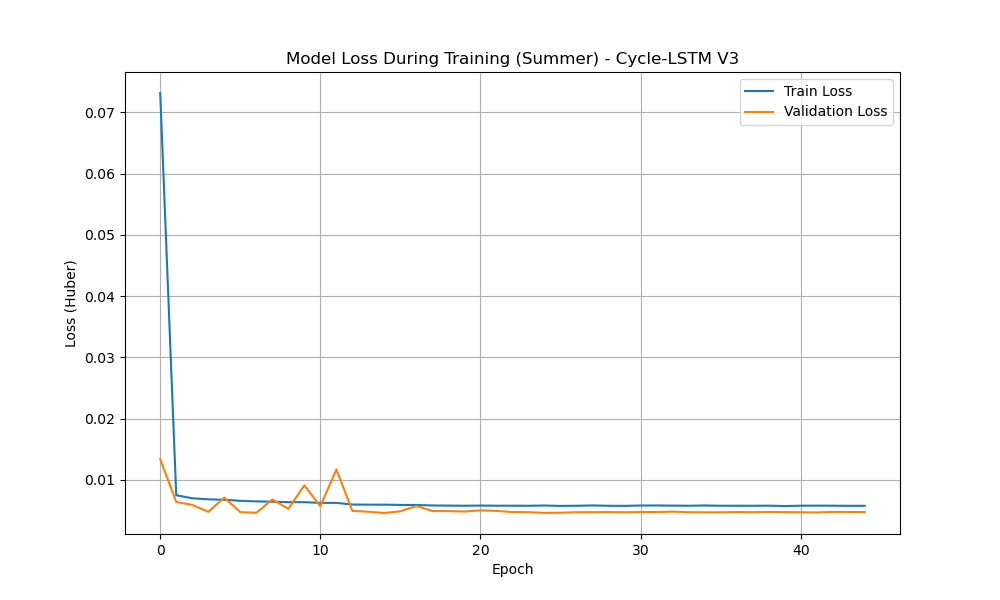 Model Loss During Training (Summer) - Cycle-LSTM V3
Train Loss
Validation Loss
0.07
0.06
0.05
0.04
0.03
0.02
0.01
Loss (Huber)
0 10 20 30 40
Epoch